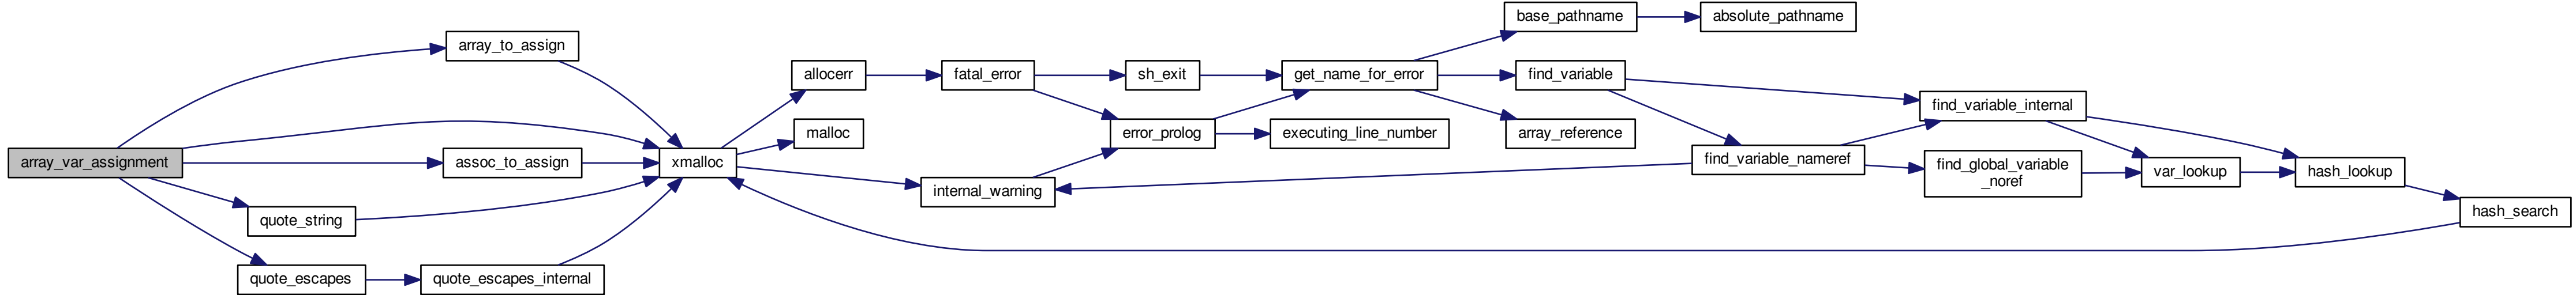 base_pathname
absolute_pathname
array_to_assign
allocerr
fatal_error
sh_exit
get_name_for_error
find_variable
find_variable_internal
malloc
error_prolog
executing_line_number
array_reference
array_var_assignment
assoc_to_assign
xmalloc
find_variable_nameref
find_global_variable
_noref
var_lookup
hash_lookup
internal_warning
quote_string
hash_search
quote_escapes
quote_escapes_internal